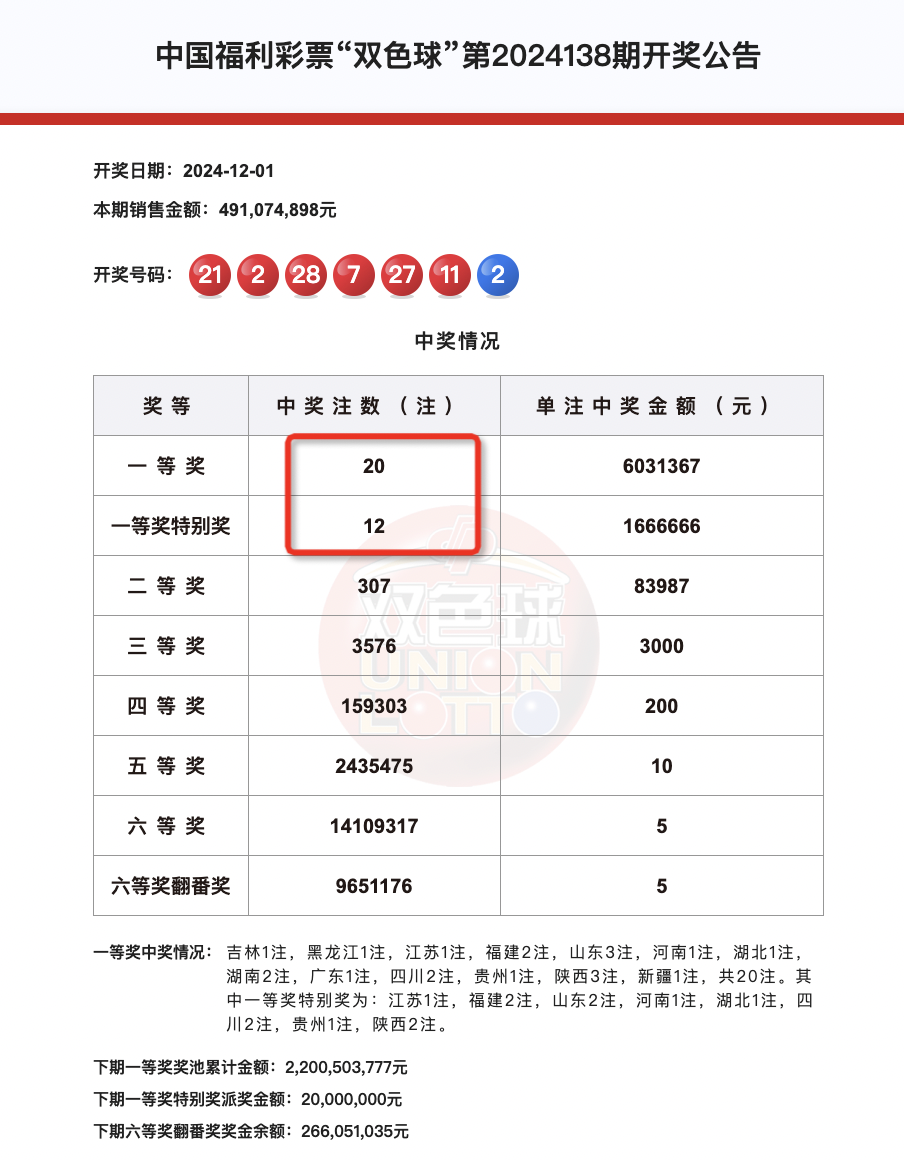 中国福利彩票“双色球”第2024138期开奖公告
开奖日期：2024-12-01
本期销售金额：491,074,898元
开奖号码： 21 2 28 7 27 11 2
中奖情况
奖等 中奖注数（注） 单注中奖金额（元）
一等奖 20 6031367
一等奖特别奖 12 1666666
二等奖 307 83987
三等奖 3576 3000
四等奖 159303 200
五等奖 2435475 10
六等奖 14109317 5
六等奖翻番奖 9651176 5
双色球
UNION
LOTTO
一等奖中奖情况： 吉林1注，黑龙江1注，江苏1注，福建2注，山东3注，河南1注，湖北1注，
湖南2注，广东1注，四川2注，贵州1注，陕西3注，新疆1注，共20注。其
中一等奖特别奖为：江苏1注，福建2注，山东2注，河南1注，湖北1注，四
川2注，贵州1注，陕西2注。
下期一等奖奖池累计金额：2,200,503,777元
下期一等奖特别奖派奖金额：20,000,000元
下期六等奖翻番奖奖金余额：266,051,035元